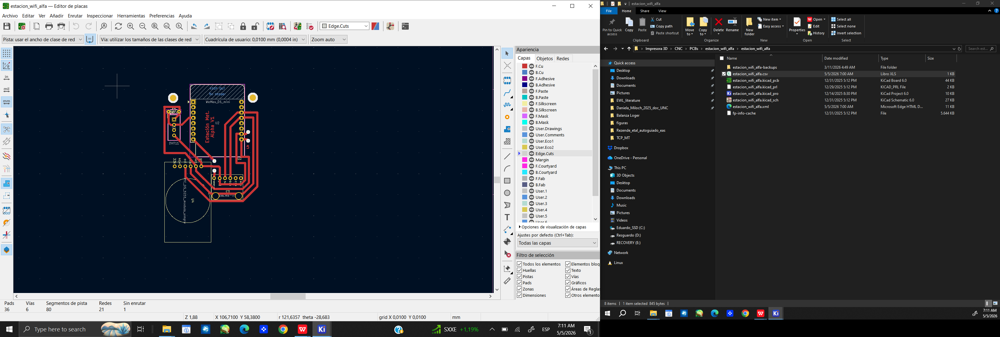 estacion_wifi_alfa — Editor de placas
Archivo Editar Ver Añadir Enrutar Inspeccionar Herramientas Preferencias Ayuda
Edge.Cuts
Pista: usar el ancho de clase de red
Vía: utilizar los tamaños de las clases de red
Cuadrícula de usuario: 0,0100 mm (0,0004 in)
Zoom auto
in
mil
mm
KEEP OUT
No copper
WeMos_D1_mini
Estación Met.
Alpha V1
U2
DHT11
5
U2
32K
SQW
SCL
U3
U4
RTC_DS_3231_modulo_simple
Apariencia
Capas Objetos Redes
F.Cu
B.Cu
F.Adhesive
B.Adhesive
F.Paste
B.Paste
F.Silkscreen
B.Silkscreen
F.Mask
B.Mask
User.Drawings
User.Comments
User.Eco1
User.Eco2
Edge.Cuts
Margin
F.Courtyard
B.Courtyard
F.Fab
B.Fab
User.1
User.2
User.3
User.4
User.5
User.6
Opciones de visualización de capas
Ajustes por defecto (Ctrl+Tab):
Todas las capas
Filtro de selección
Todos los elementos Elementos bloq
Huellas Texto
Pistas Vías
Pads Gráficos
Zonas Áreas de Reglas
Dimensiones Otros elemento
Pads Vías Segmentos de pista Redes Sin enrutar
36 6 80 21 1
Z 1,88 X 106,7100 Y 58,3800 r 121,6357 theta -28,683 grid X 0,0100 Y 0,0100 mm
Type here to search
SXXE +1,19%
ESP
7:11 AM
5/5/2026
1
estacion_wifi_alfa
File Home Share View
Pin to Quick access
Copy
Paste
Cut
Copy path
Paste shortcut
Clipboard
Move to
Copy to
Delete
Rename
Organize
New folder
New item
Easy access
New
Properties
Open
Edit
History
Open
Select all
Select none
Invert selection
Select
Impresora 3D > CNC > PCBs > estacion_wifi_alfa > estacion_wifi_alfa
Search est...
Name Date modified Type Size
estacion_wifi_alfa-backups 3/11/2026 4:49 AM File folder
estacion_wifi_alfa.csv 5/5/2026 7:00 AM Libro XLS 1 KB
estacion_wifi_alfa.kicad_pcb 12/31/2025 5:12 PM KiCad Board 6.0 44 KB
estacion_wifi_alfa.kicad_prl 12/29/2025 5:12 PM KICAD_PRL File 2 KB
estacion_wifi_alfa.kicad_pro 12/14/2025 8:30 PM KiCad Project 6.0 10 KB
estacion_wifi_alfa.kicad_sch 12/31/2025 5:12 PM KiCad Schematic 6.0 27 KB
estacion_wifi_alfa.xml 5/5/2026 7:00 AM Microsoft Edge HTML D... 11 KB
fp-info-cache 12/31/2025 5:12 PM File 5.644 KB
Quick access
Desktop
Downloads
Documents
Pictures
EWL_literature
Daniela_Miloch_2025_doc_UNC
Balanza Loger
figuras
Rezende_etal_autoguiado_eas
TCP_MT
Dropbox
OneDrive - Personal
This PC
3D Objects
Desktop
Documents
Downloads
Music
Pictures
Videos
Eduardo_SSD (C:)
Resguardo (D:)
RECOVERY (E:)
Network
Linux
8 items 1 item selected 845 bytes
7:11 AM
5/5/2026